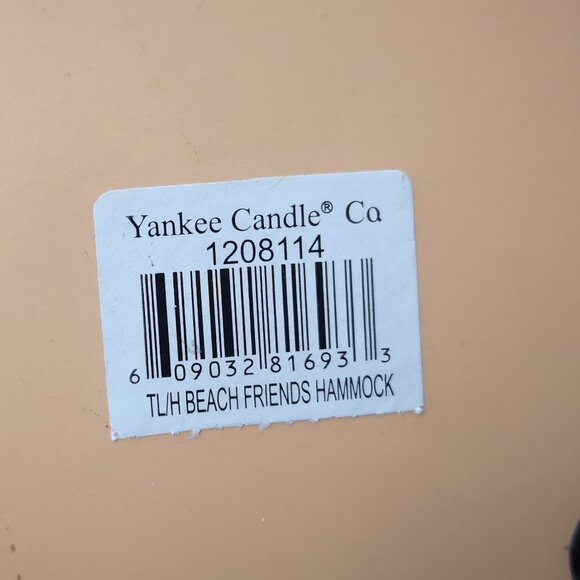 Yankee Candle® Co.
1208114
6 09032 81693 3
TL/H BEACH FRIENDS HAMMOCK